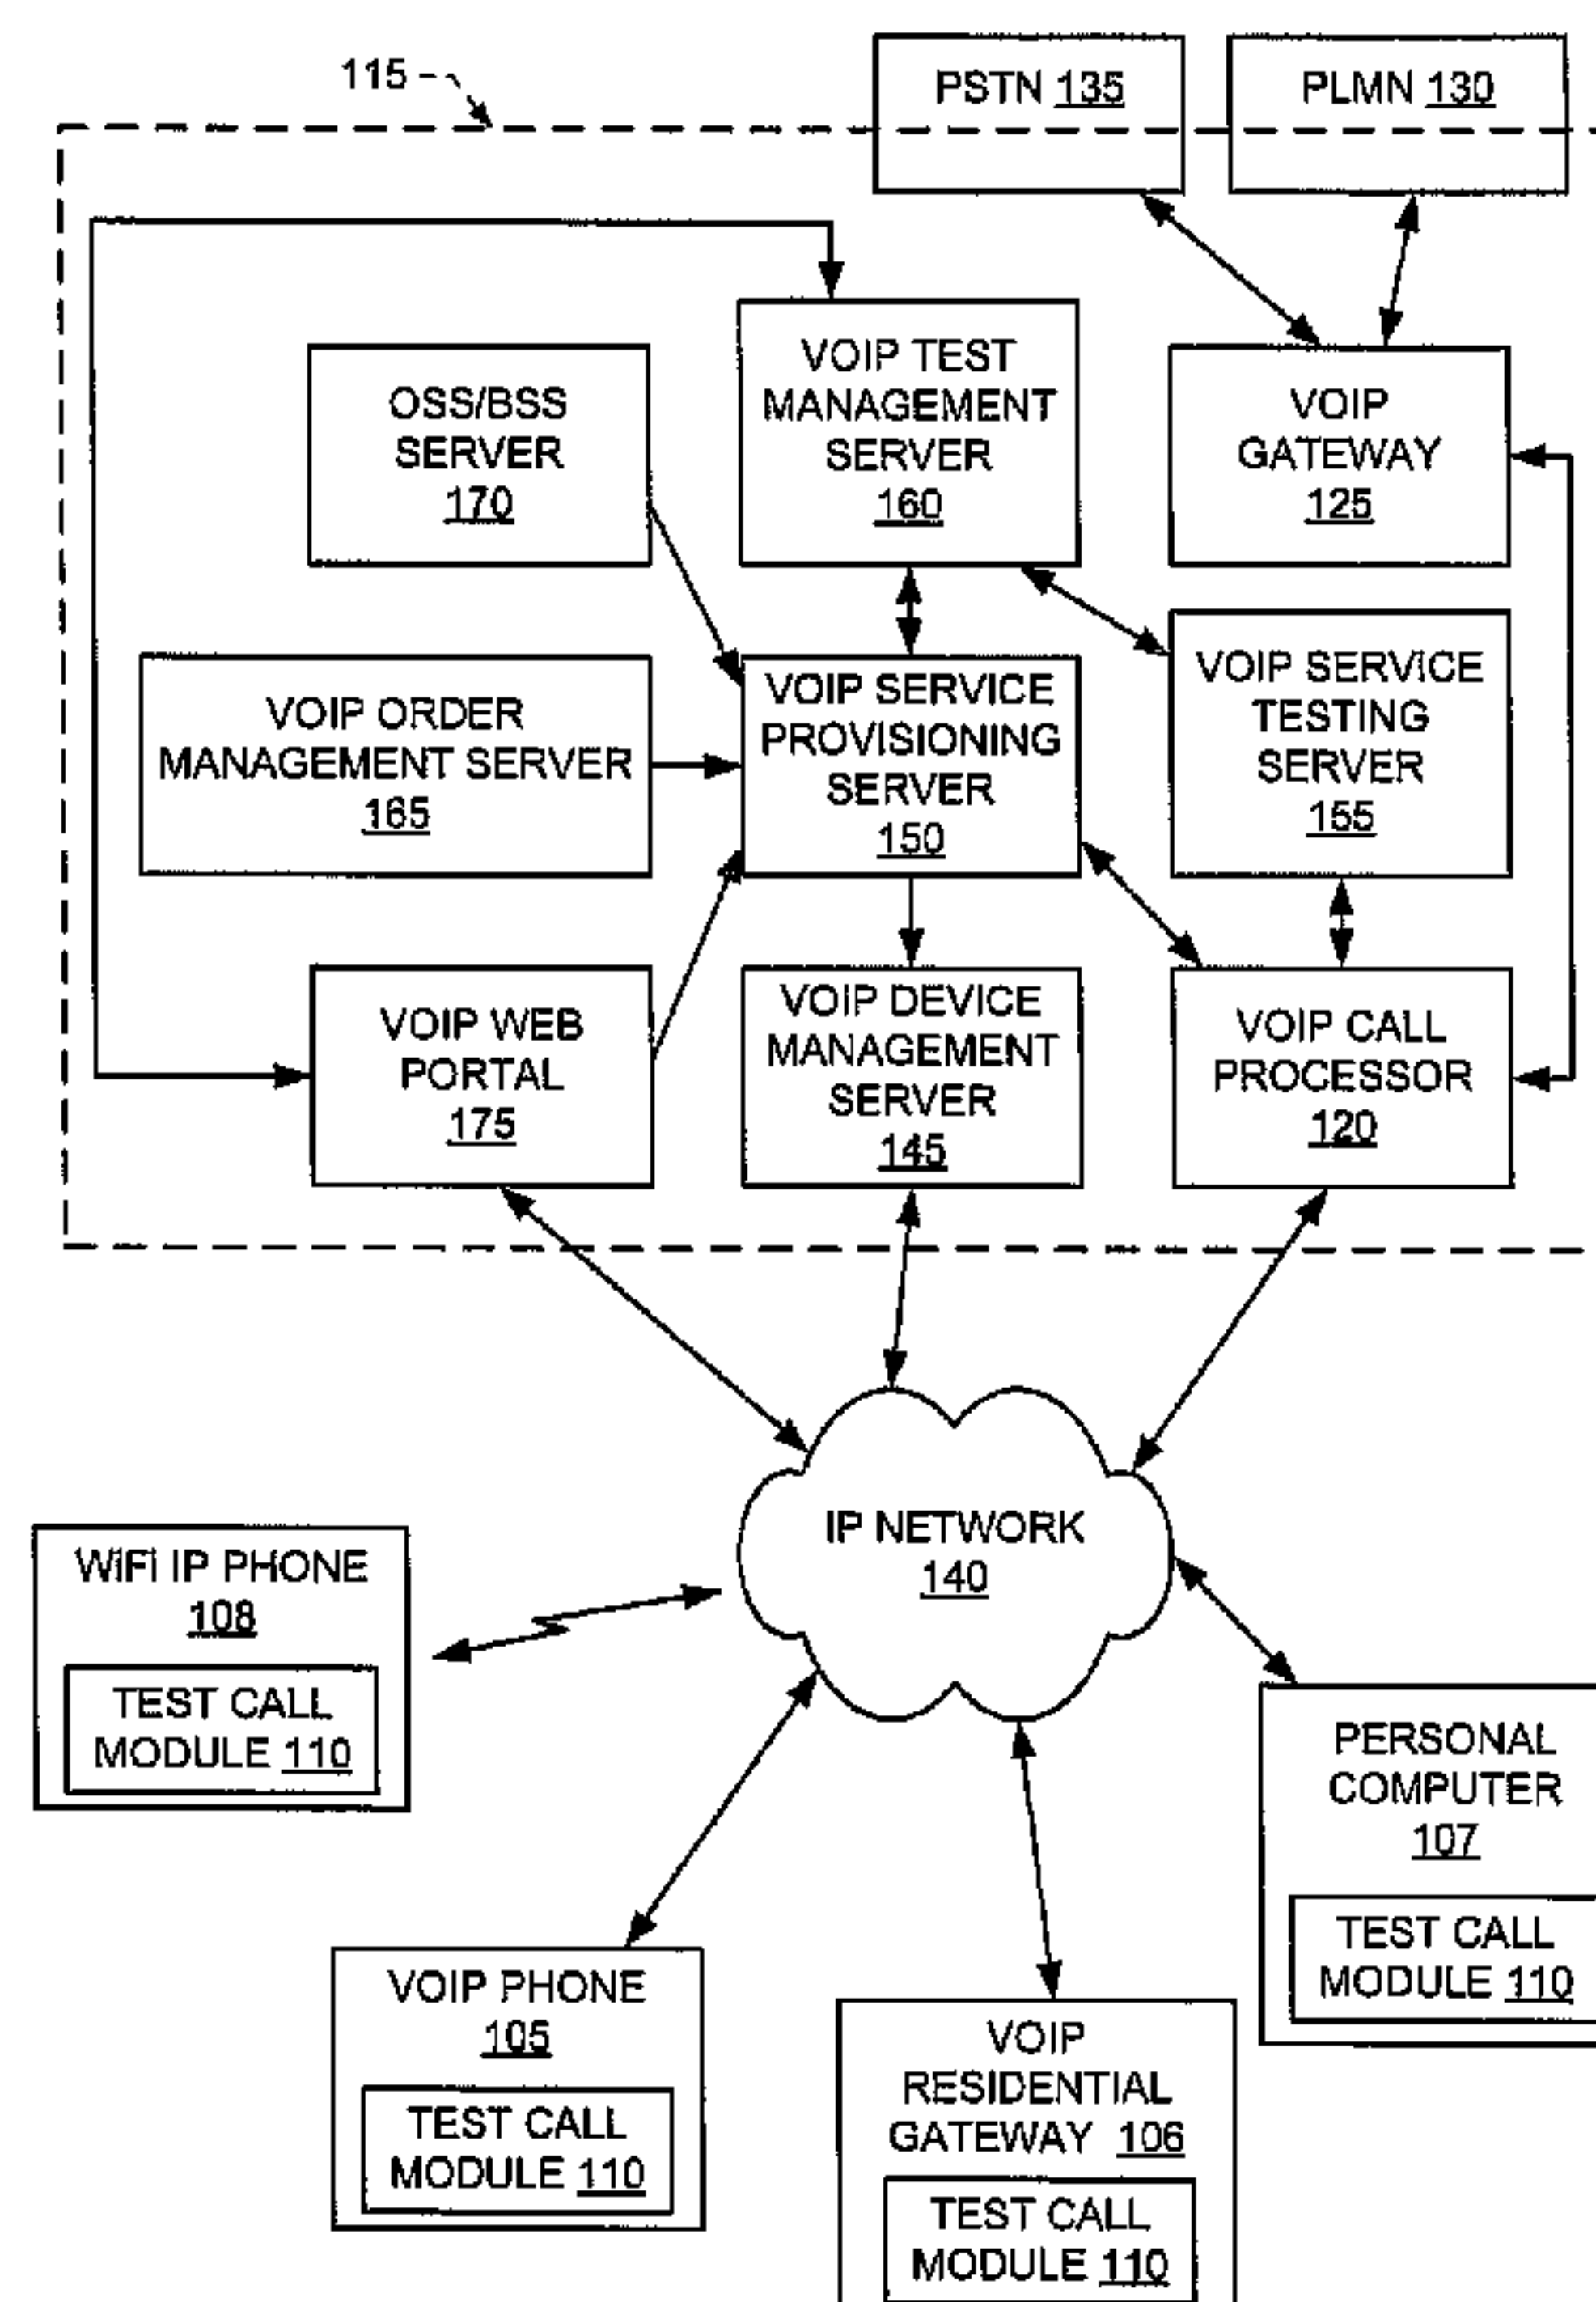 115
PSTN 135
PLMN 130
OSS/BSS
SERVER
170
VOIP TEST
MANAGEMENT
SERVER
160
VOIP
GATEWAY
125
VOIP ORDER
MANAGEMENT SERVER
165
VOIP SERVICE
PROVISIONING
SERVER
150
VOIP SERVICE
TESTING
SERVER
155
VOIP WEB
PORTAL
175
VOIP DEVICE
MANAGEMENT
SERVER
145
VOIP CALL
PROCESSOR
120
IP NETWORK
140
WIFI IP PHONE
108
TEST CALL
MODULE 110
PERSONAL
COMPUTER
107
TEST CALL
MODULE 110
VOIP PHONE
105
TEST CALL
MODULE 110
VOIP
RESIDENTIAL
GATEWAY 106
TEST CALL
MODULE 110